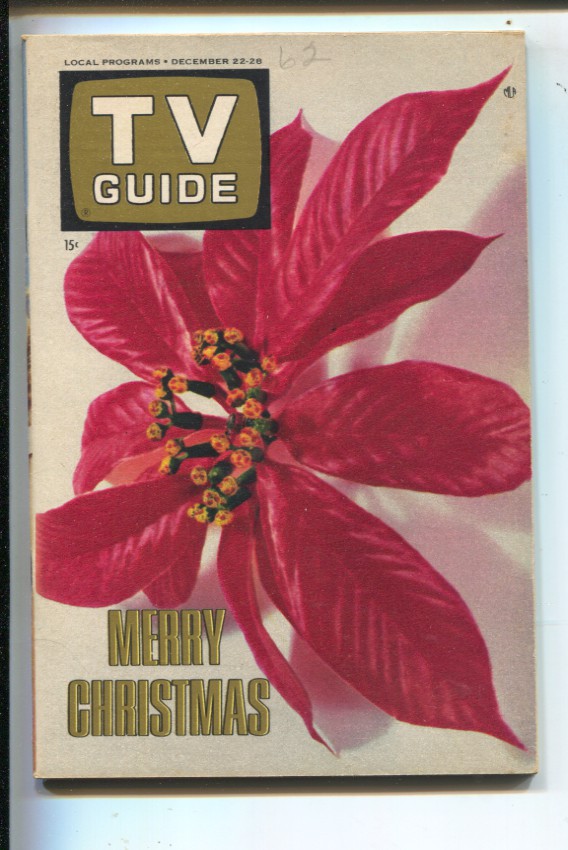 LOCAL PROGRAMS • DECEMBER 22-28
62
TV
GUIDE
®
15¢
MERRY
CHRISTMAS